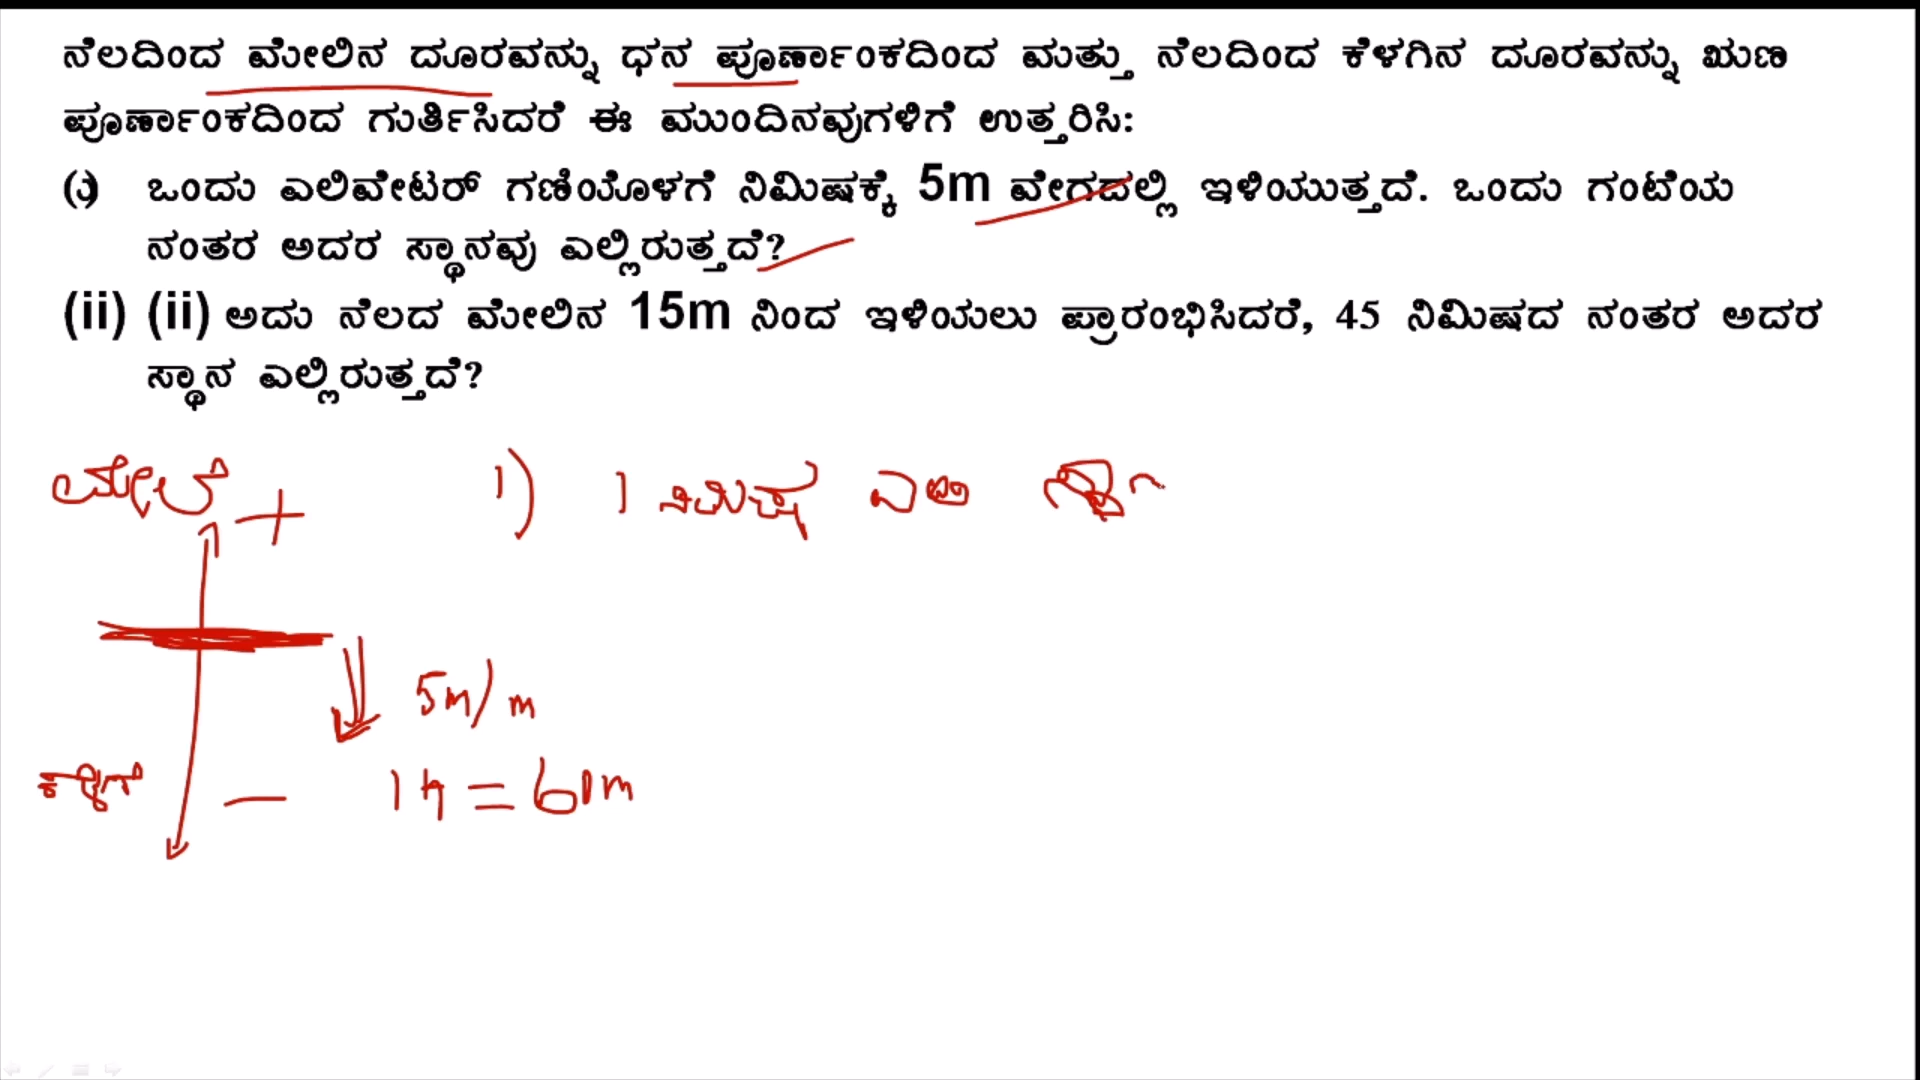 ನೆಲದಿಂದ ಮೇಲಿನ ದೂರವನ್ನು ಧನ ಪೂರ್ಣಾಂಕದಿಂದ ಮತ್ತು ನೆಲದಿಂದ ಕೆಳಗಿನ ದೂರವನ್ನು ಋಣ
ಪೂರ್ಣಾಂಕದಿಂದ ಗುರ್ತಿಸಿದರೆ ಈ ಮುಂದಿನವುಗಳಿಗೆ ಉತ್ತರಿಸಿ:
ಒಂದು ಎಲಿವೇಟರ್ ಗಣಿಯೊಳಗೆ ನಿಮಿಷಕ್ಕೆ 5m ವೇಗದಲ್ಲಿ ಇಳಿಯುತ್ತದೆ. ಒಂದು ಗಂಟೆಯ
ನಂತರ ಅದರ ಸ್ಥಾನವು ಎಲ್ಲಿರುತ್ತದೆ?
(ii) (ii) ಅದು ನೆಲದ ಮೇಲಿನ 15m ನಿಂದ ಇಳಿಯಲು ಪ್ರಾರಂಭಿಸಿದರೆ, 45 ನಿಮಿಷದ ನಂತರ ಅದರ
ಸ್ಥಾನ ಎಲ್ಲಿರುತ್ತದೆ?
ಮೇಲೆ +
1) 1 ನಿಮಿಷ ಎಲಿ
5m/m
ಕೆಳಗೆ — 1h = 60m